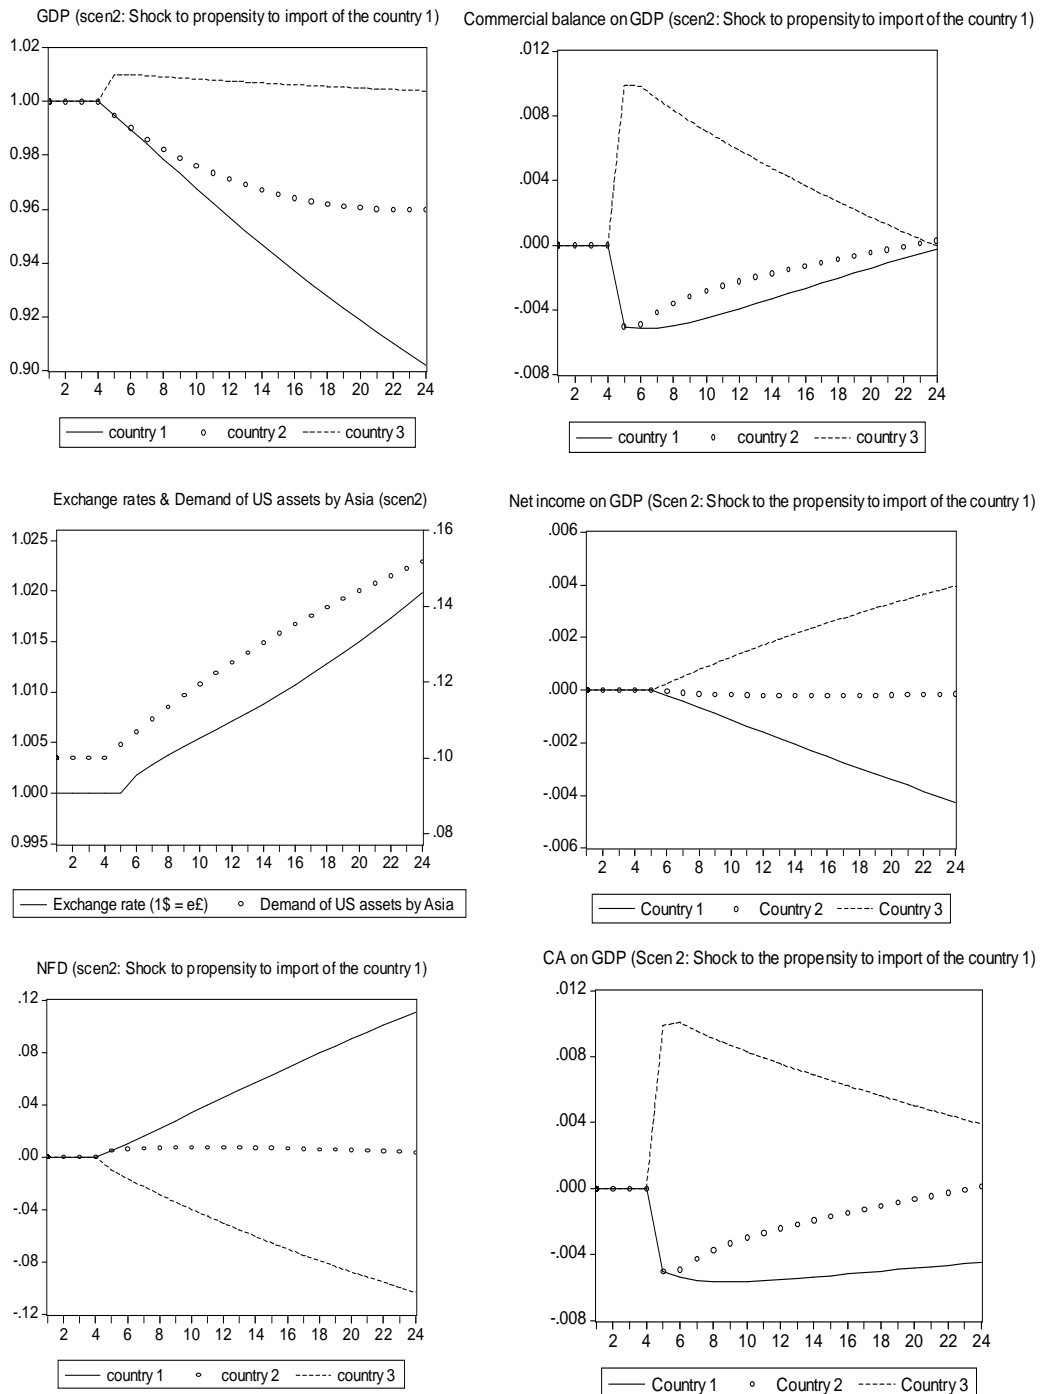 GDP (scen2: Shock to propensity to import of the country 1)
1.02
1.00
0.98
0.96
0.94
0.92
0.90
2 4 6 8 10 12 14 16 18 20 22 24
country 1 country 2 country 3
Commercial balance on GDP (scen2: Shock to propensity to import of the country 1)
.012
.008
.004
.000
-.004
-.008
2 4 6 8 10 12 14 16 18 20 22 24
country 1 country 2 country 3
Exchange rates & Demand of US assets by Asia (scen2)
1.025
1.020
1.015
1.010
1.005
1.000
0.995
.16
.14
.12
.10
.08
2 4 6 8 10 12 14 16 18 20 22 24
Exchange rate (1$ = e£) Demand of US assets by Asia
Net income on GDP (Scen 2: Shock to the propensity to import of the country 1)
.006
.004
.002
.000
-.002
-.004
-.006
2 4 6 8 10 12 14 16 18 20 22 24
Country 1 Country 2 Country 3
NFD (scen2: Shock to propensity to import of the country 1)
.12
.08
.04
.00
-.04
-.08
-.12
2 4 6 8 10 12 14 16 18 20 22 24
country 1 country 2 country 3
CA on GDP (Scen 2: Shock to the propensity to import of the country 1)
.012
.008
.004
.000
-.004
-.008
2 4 6 8 10 12 14 16 18 20 22 24
Country 1 Country 2 Country 3